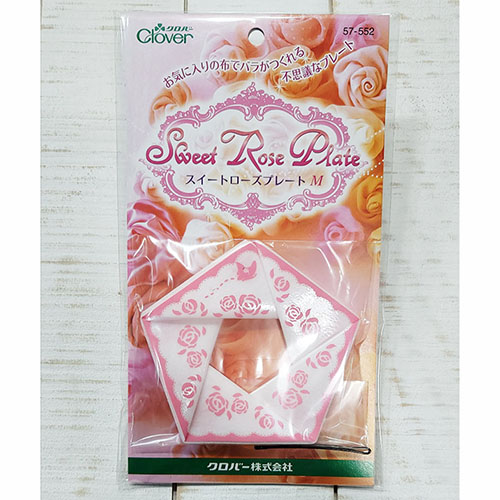 クロバー
Clover
57-552
お気に入りの布でバラがつくれる
不思議なプレート
Sweet Rose Plate
スイートローズプレート M
クロバー株式会社